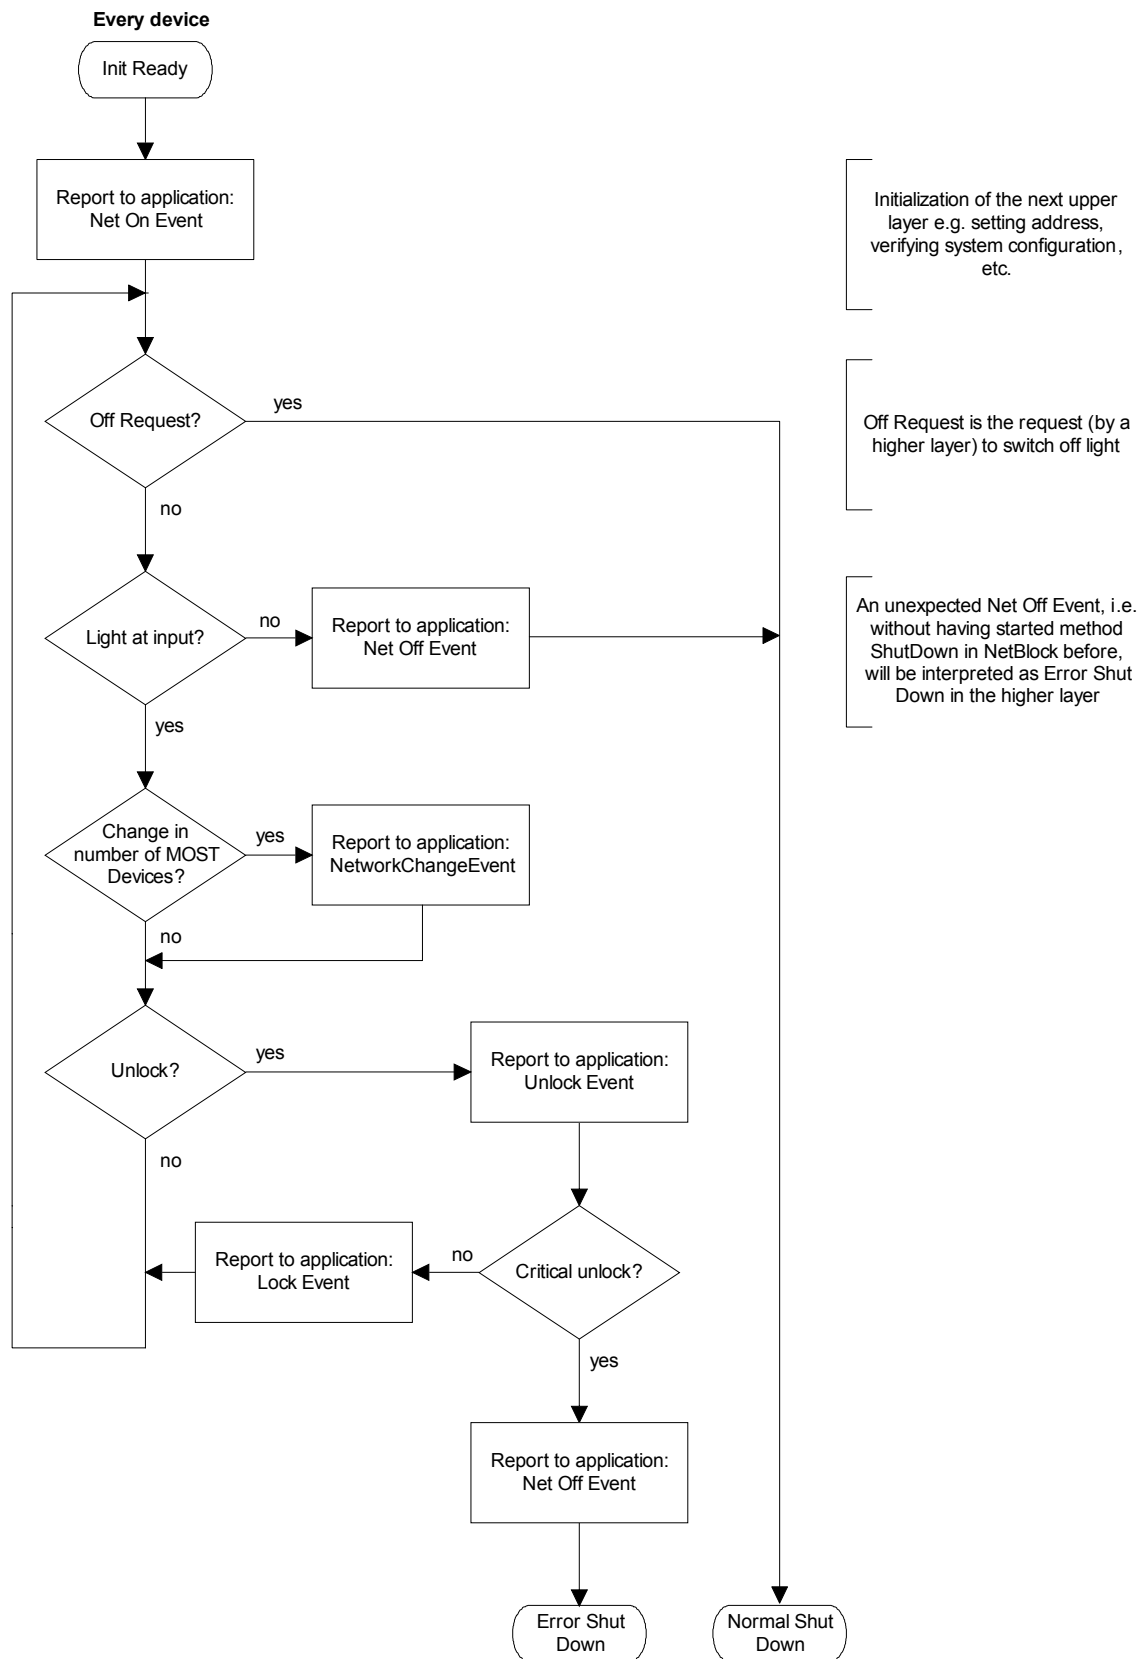 Every device
Init Ready
Report to application:
Net On Event
Initialization of the next upper
layer e.g. setting address,
verifying system configuration,
etc.
Off Request?
yes
no
Off Request is the request (by a
higher layer) to switch off light
Light at input?
no
yes
Report to application:
Net Off Event
An unexpected Net Off Event, i.e.
without having started method
ShutDown in NetBlock before,
will be interpreted as Error Shut
Down in the higher layer
Change in
number of MOST
Devices?
yes
no
Report to application:
NetworkChangeEvent
Unlock?
yes
no
Report to application:
Unlock Event
Critical unlock?
no
yes
Report to application:
Lock Event
Report to application:
Net Off Event
Error Shut
Down
Normal Shut
Down